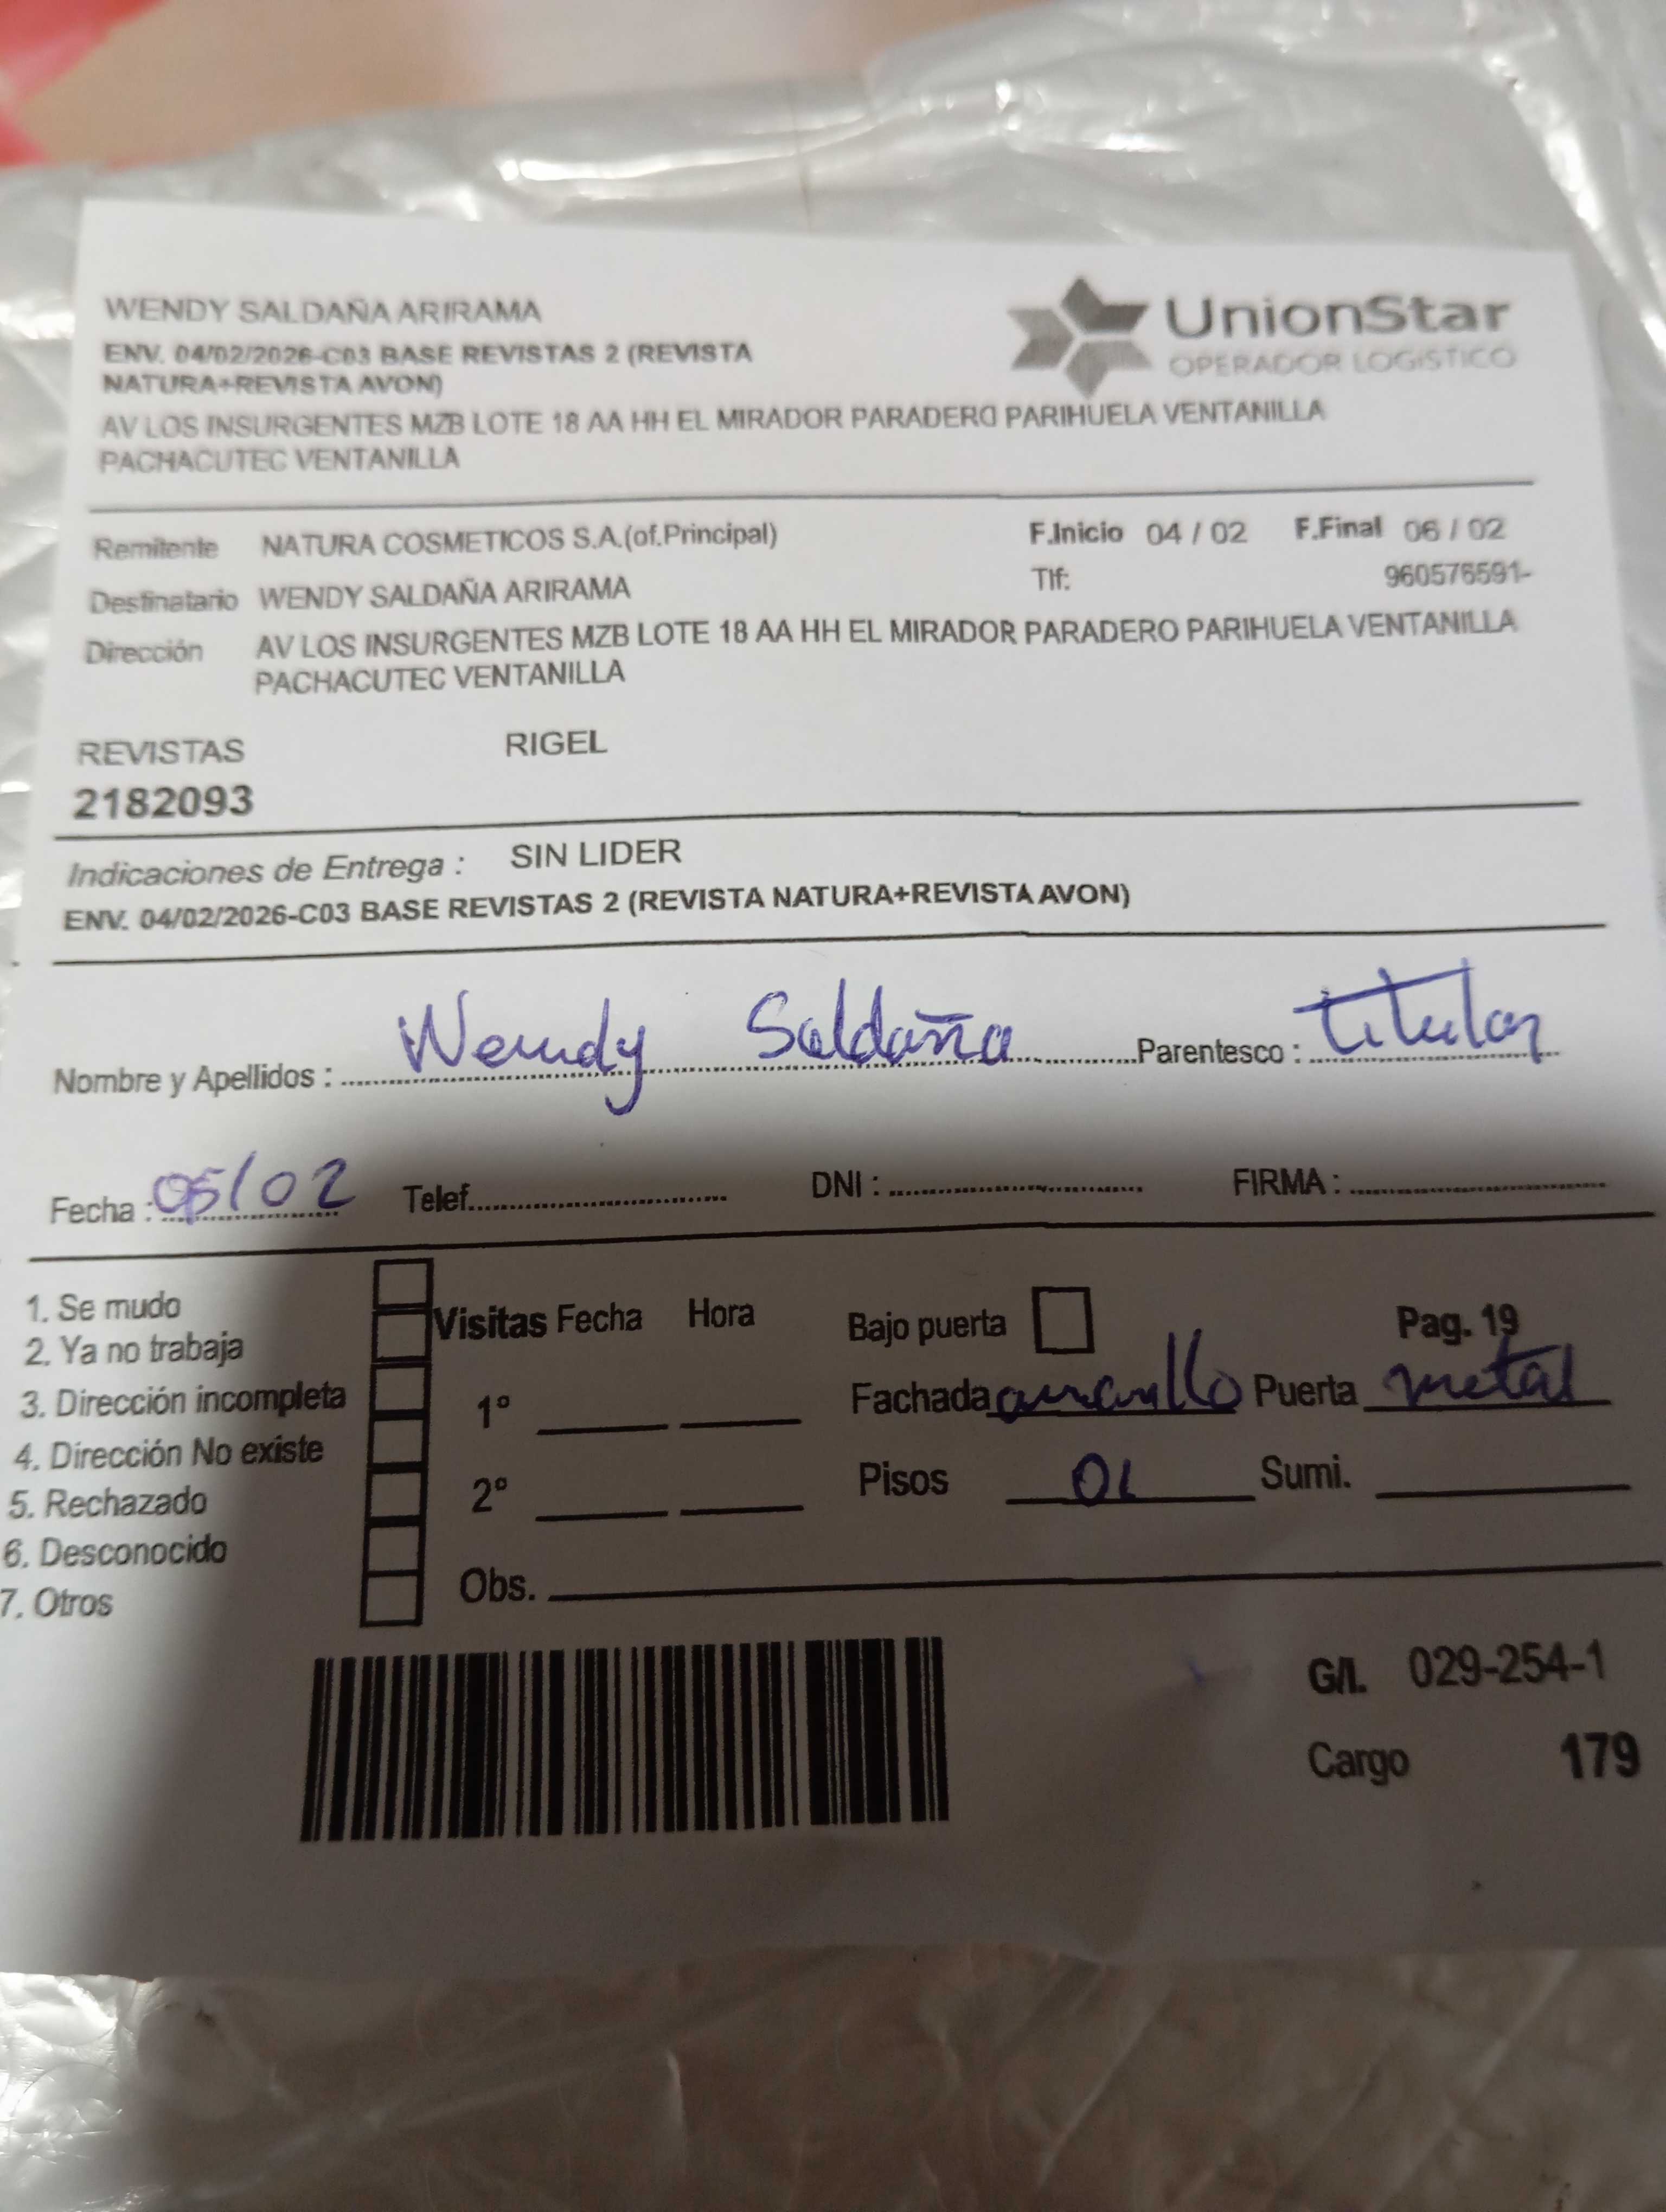 WENDY SALDAÑA ARIRAMA
UnionStar
OPERADOR LOGISTICO
ENV. 04/02/2026-C03 BASE REVISTAS 2 (REVISTA
NATURA+REVISTA AVON)
AV LOS INSURGENTES MZB LOTE 18 AA HH EL MIRADOR PARADERO PARIHUELA VENTANILLA
PACHACUTEC VENTANILLA
Remitente NATURA COSMETICOS S.A.(of.Principal) F.Inicio 04 / 02 F.Final 06 / 02
Destinatario WENDY SALDAÑA ARIRAMA Tlf: 960576591-
Dirección AV LOS INSURGENTES MZB LOTE 18 AA HH EL MIRADOR PARADERO PARIHUELA VENTANILLA
PACHACUTEC VENTANILLA
REVISTAS RIGEL
2182093
Indicaciones de Entrega : SIN LIDER
ENV. 04/02/2026-C03 BASE REVISTAS 2 (REVISTA NATURA+REVISTA AVON)
Nombre y Apellidos : Wendy Saldaña Parentesco : titular
Fecha : 05/02 Telef. DNI : FIRMA :
1. Se mudo
2. Ya no trabaja
3. Dirección incompleta
4. Dirección No existe
5. Rechazado
6. Desconocido
7. Otros
Visitas Fecha Hora
1°
2°
Obs.
Bajo puerta Pag. 19
Fachada amarillo Puerta metal
Pisos 01 Sumi.
G/I. 029-254-1
Cargo 179